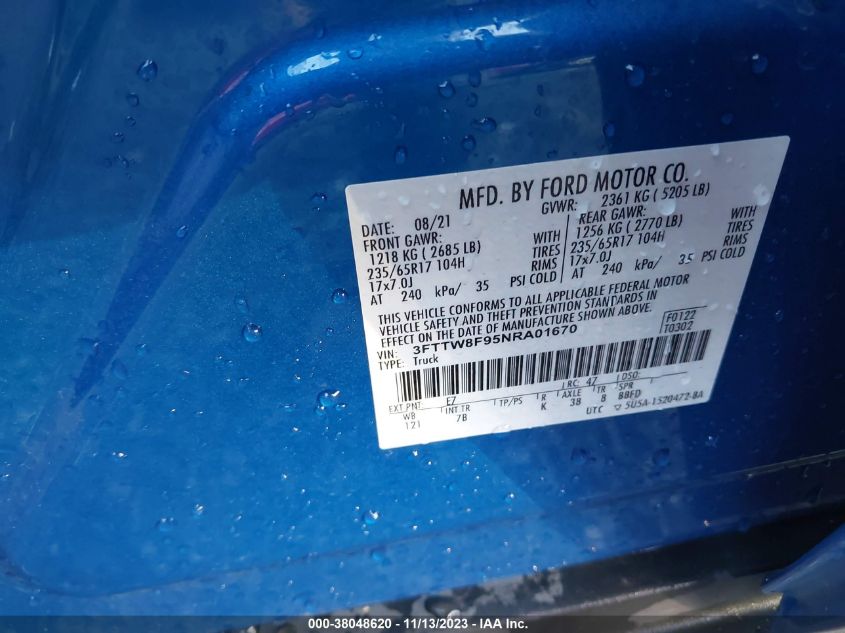 MFD. BY FORD MOTOR CO.
GVWR: 2361 KG ( 5205 LB)
DATE: 08/21
FRONT GAWR:
1218 KG ( 2685 LB) WITH
235/65R17 104H TIRES
17x7.0J RIMS
AT 240 kPa/ 35 PSI COLD
REAR GAWR:
1256 KG ( 2770 LB) WITH
235/65R17 104H TIRES
17x7.0J RIMS
AT 240 kPa/ 35 PSI COLD
THIS VEHICLE CONFORMS TO ALL APPLICABLE FEDERAL MOTOR
VEHICLE SAFETY AND THEFT PREVENTION STANDARDS IN
EFFECT ON DATE OF MANUFACTURE SHOWN ABOVE.
VIN: 3FTTW8F95NRA01670
TYPE: Truck
F0122
T0302
RC: 47 DSO:
EXT PNT: E7 TP/PS R AXLE TR SPR
WB INT TR K 3B 8 BBFD
121 7B
UTC 5U5A-1520472-BA
000-38048620 - 11/13/2023 - IAA Inc.